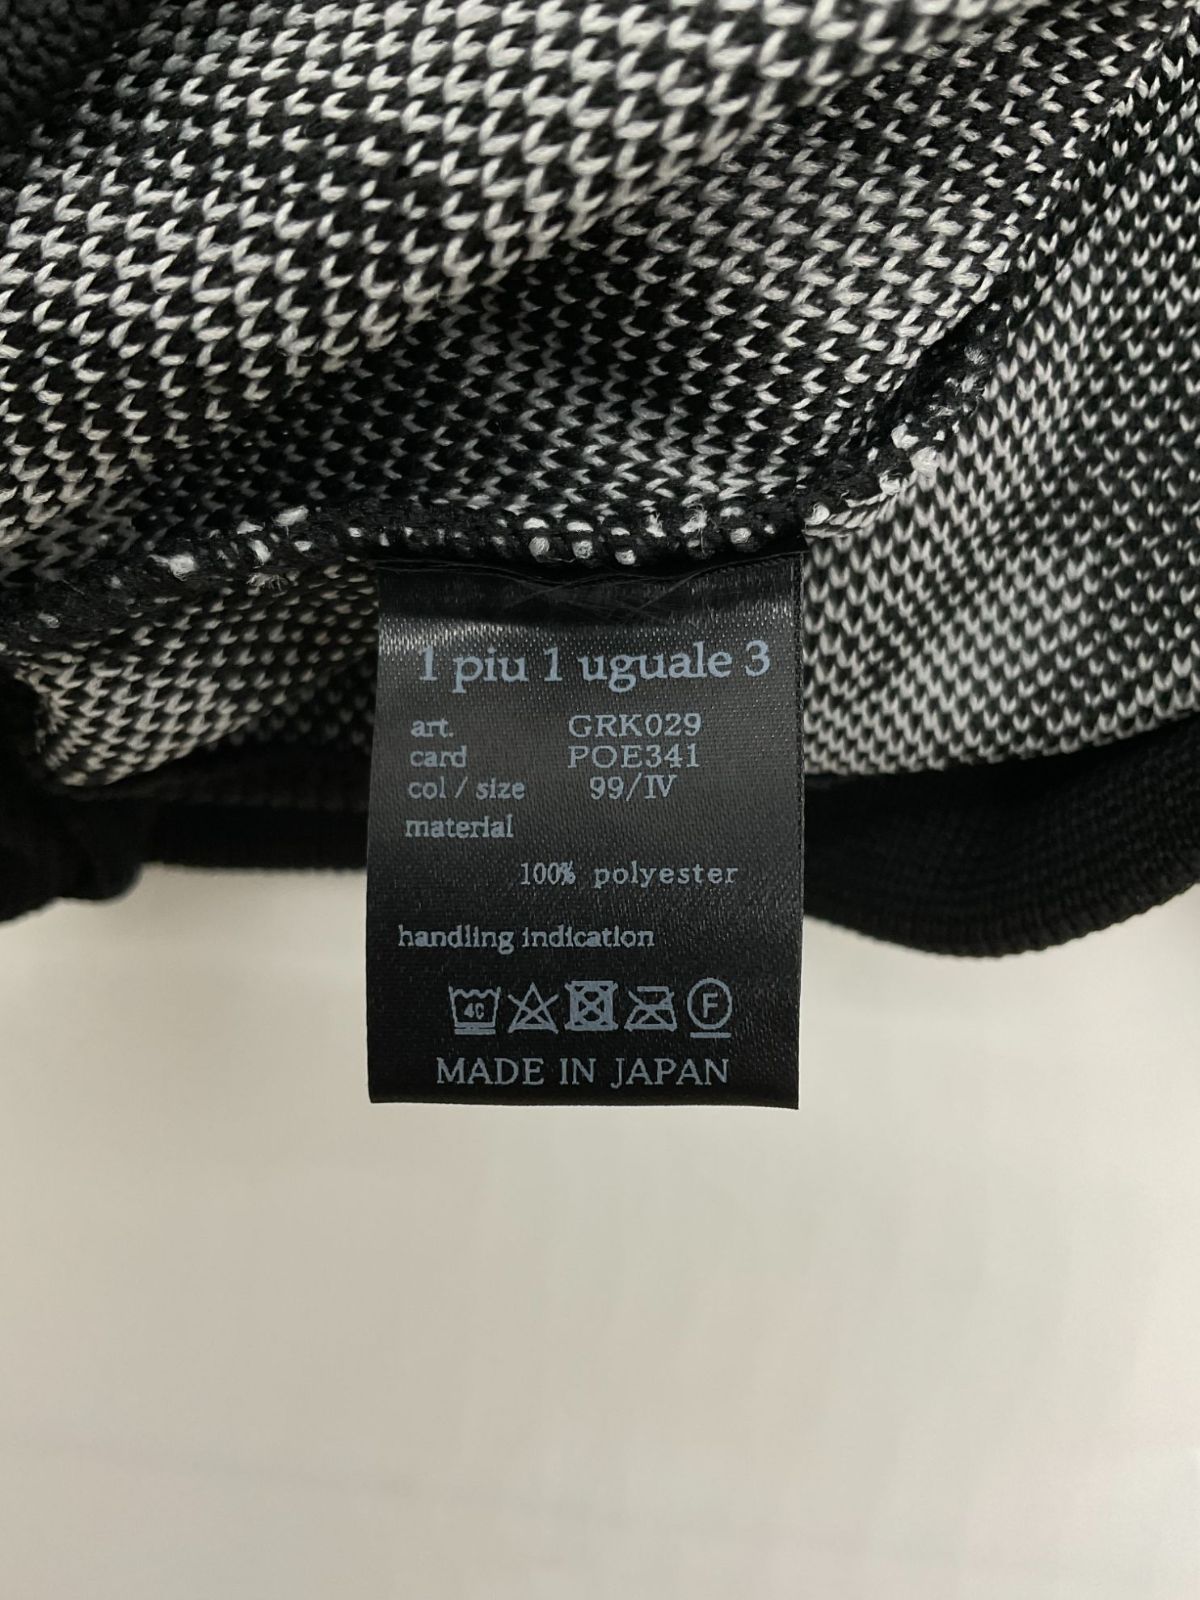 1 piu 1 uguale 3
art. GRK029
card POE341
col / size 99/IV
material
100% polyester
handling indication
40 F
MADE IN JAPAN